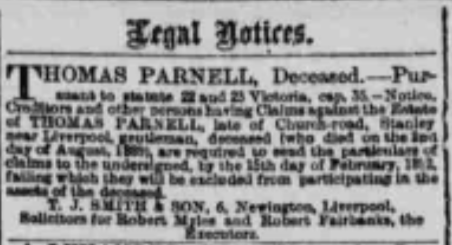 Legal Notices.
THOMAS PARNELL, Deceased.—Pur-
suant to statute 22 and 23 Victoria, cap. 35.—Notice.
Creditors and other persons having Claims against the Estate
of THOMAS PARNELL, late of Church-road, Stanley
near Liverpool, gentleman, deceased (who died on the 2nd
day of August, are required to send the particulars of
claims to the undersigned, by the 15th day of February,
failing which they will be excluded from participating in the
assets of the deceased.
T. J. SMITH & SON, 6, Newington, Liverpool,
Solicitors for Robert Myles and Robert Fairbanks, the
Executors.